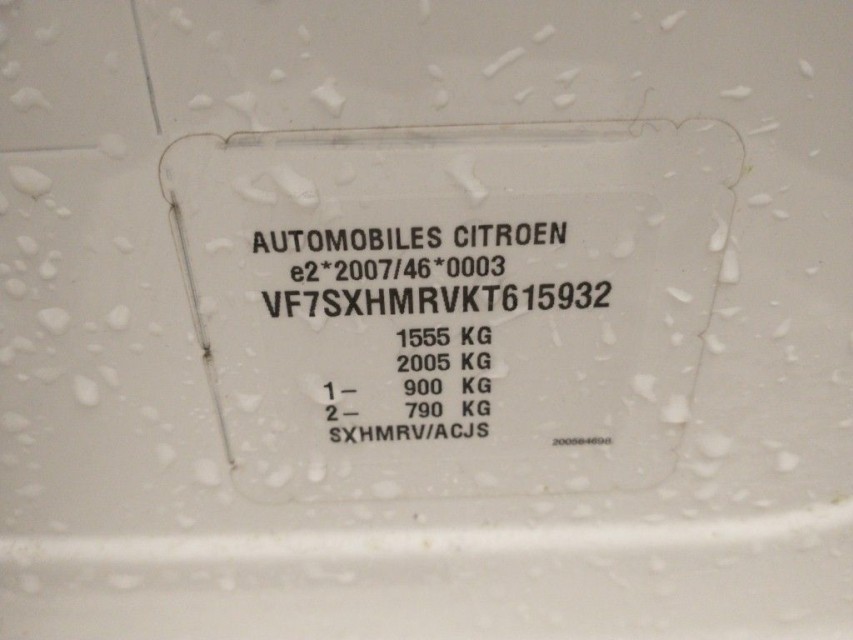 AUTOMOBILES CITROEN
e2*2007/46*0003
VF7SXHMRVKT615932
1555 KG
2005 KG
1– 900 KG
2– 790 KG
SXHMRV/ACJS